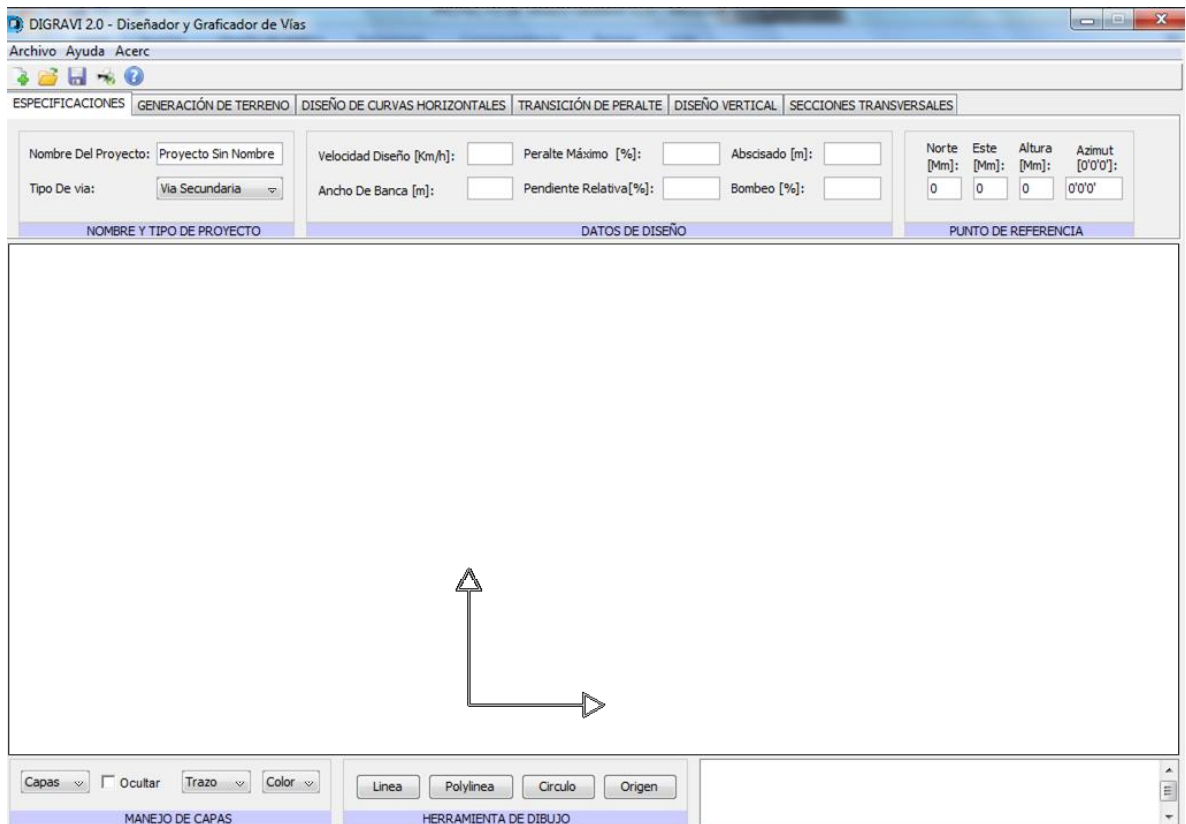 DIGRAVI 2.0 - Diseñador y Graficador de Vías
Archivo Ayuda Acerc
ESPECIFICACIONES GENERACIÓN DE TERRENO DISEÑO DE CURVAS HORIZONTALES TRANSICIÓN DE PERALTE DISEÑO VERTICAL SECCIONES TRANSVERSALES
Nombre Del Proyecto: Proyecto Sin Nombre
Tipo De via: Via Secundaria
NOMBRE Y TIPO DE PROYECTO
Velocidad Diseño [Km/h]: Peralte Máximo [%]: Abscisado [m]:
Ancho De Banca [m]: Pendiente Relativa[%]: Bombeo [%]:
DATOS DE DISEÑO
Norte Este Altura Azimut
[Mm]: [Mm]: [Mm]: [0'0'0']:
0 0 0 0'0'0'
PUNTO DE REFERENCIA
Capas Ocultar Trazo Color
MANEJO DE CAPAS
Linea Polylinea Circulo Origen
HERRAMIENTA DE DIBUJO